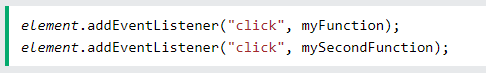 element.addEventListener("click", myFunction);
element.addEventListener("click", mySecondFunction);